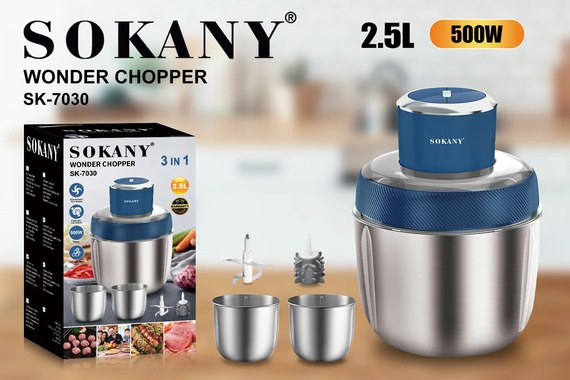 SOKANY®
WONDER CHOPPER
SK-7030
2.5L
500W
SOKANY
SOKANY®
WONDER CHOPPER
SK-7030
3 IN 1
2.5L
500W
SOKANY